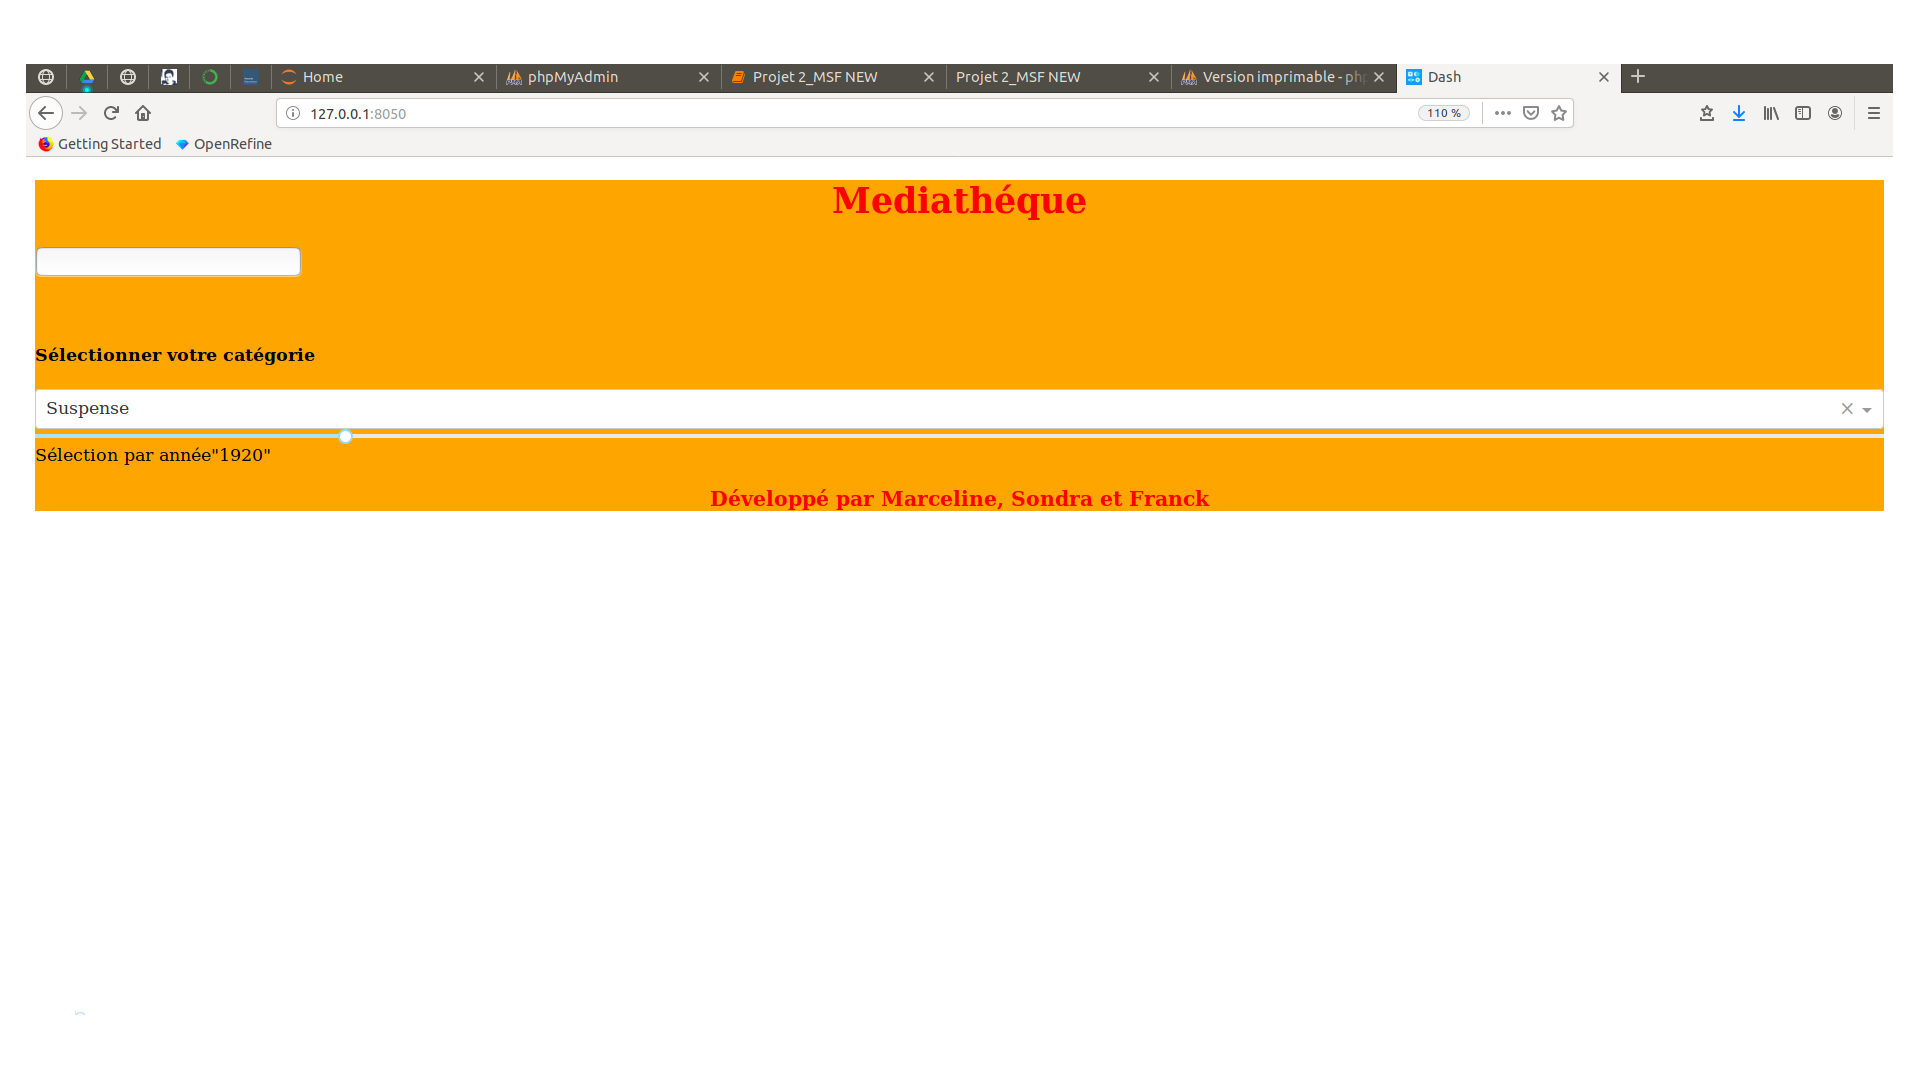 Home
phpMyAdmin
Projet 2_MSF NEW
Projet 2_MSF NEW
Version imprimable - php
Dash
127.0.0.1:8050
110 %
Getting Started
OpenRefine
Mediathéque
Sélectionner votre catégorie
Suspense
Sélection par année"1920"
Développé par Marceline, Sondra et Franck